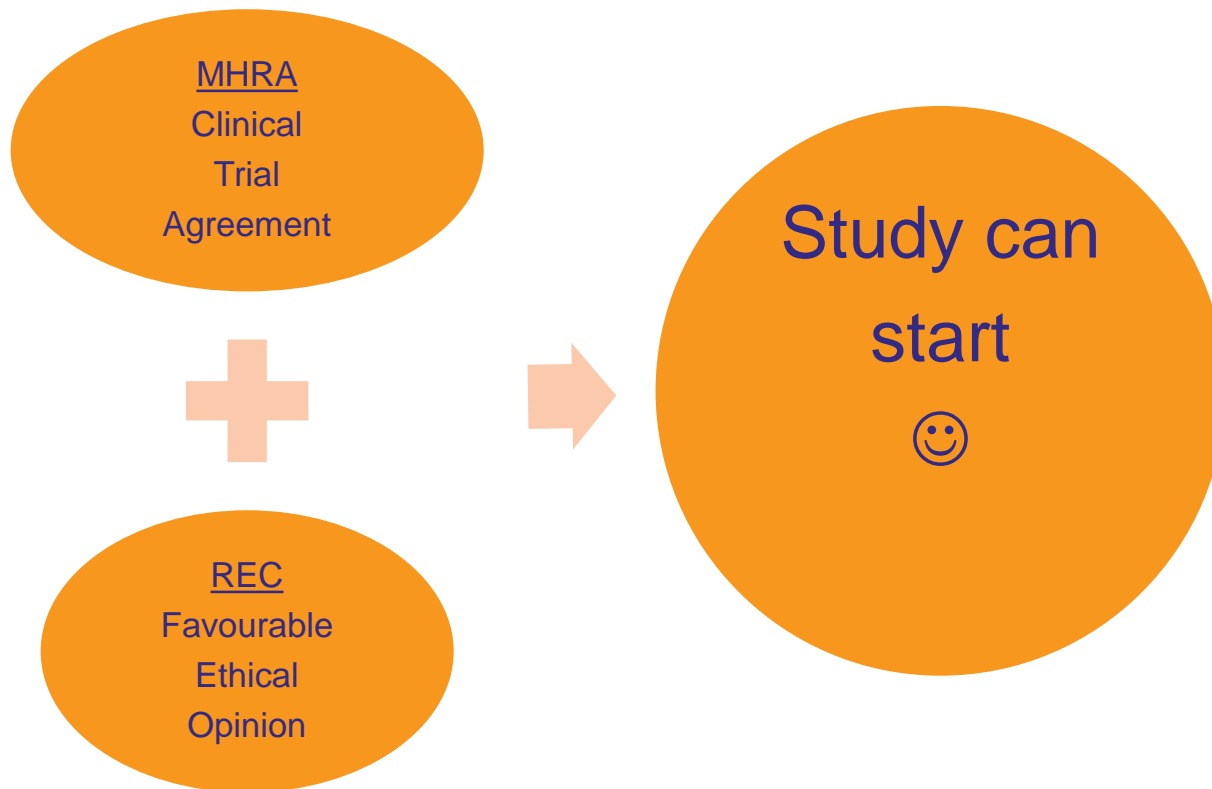 MHRA
Clinical
Trial
Agreement
REC
Favourable
Ethical
Opinion
Study can
start
☺